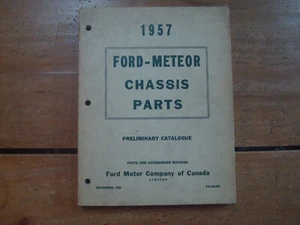 1957
FORD-METEOR
CHASSIS
PARTS
PRELIMINARY CATALOGUE
PARTS AND ACCESSORIES DIVISION
Ford Motor Company of Canada
LIMITED